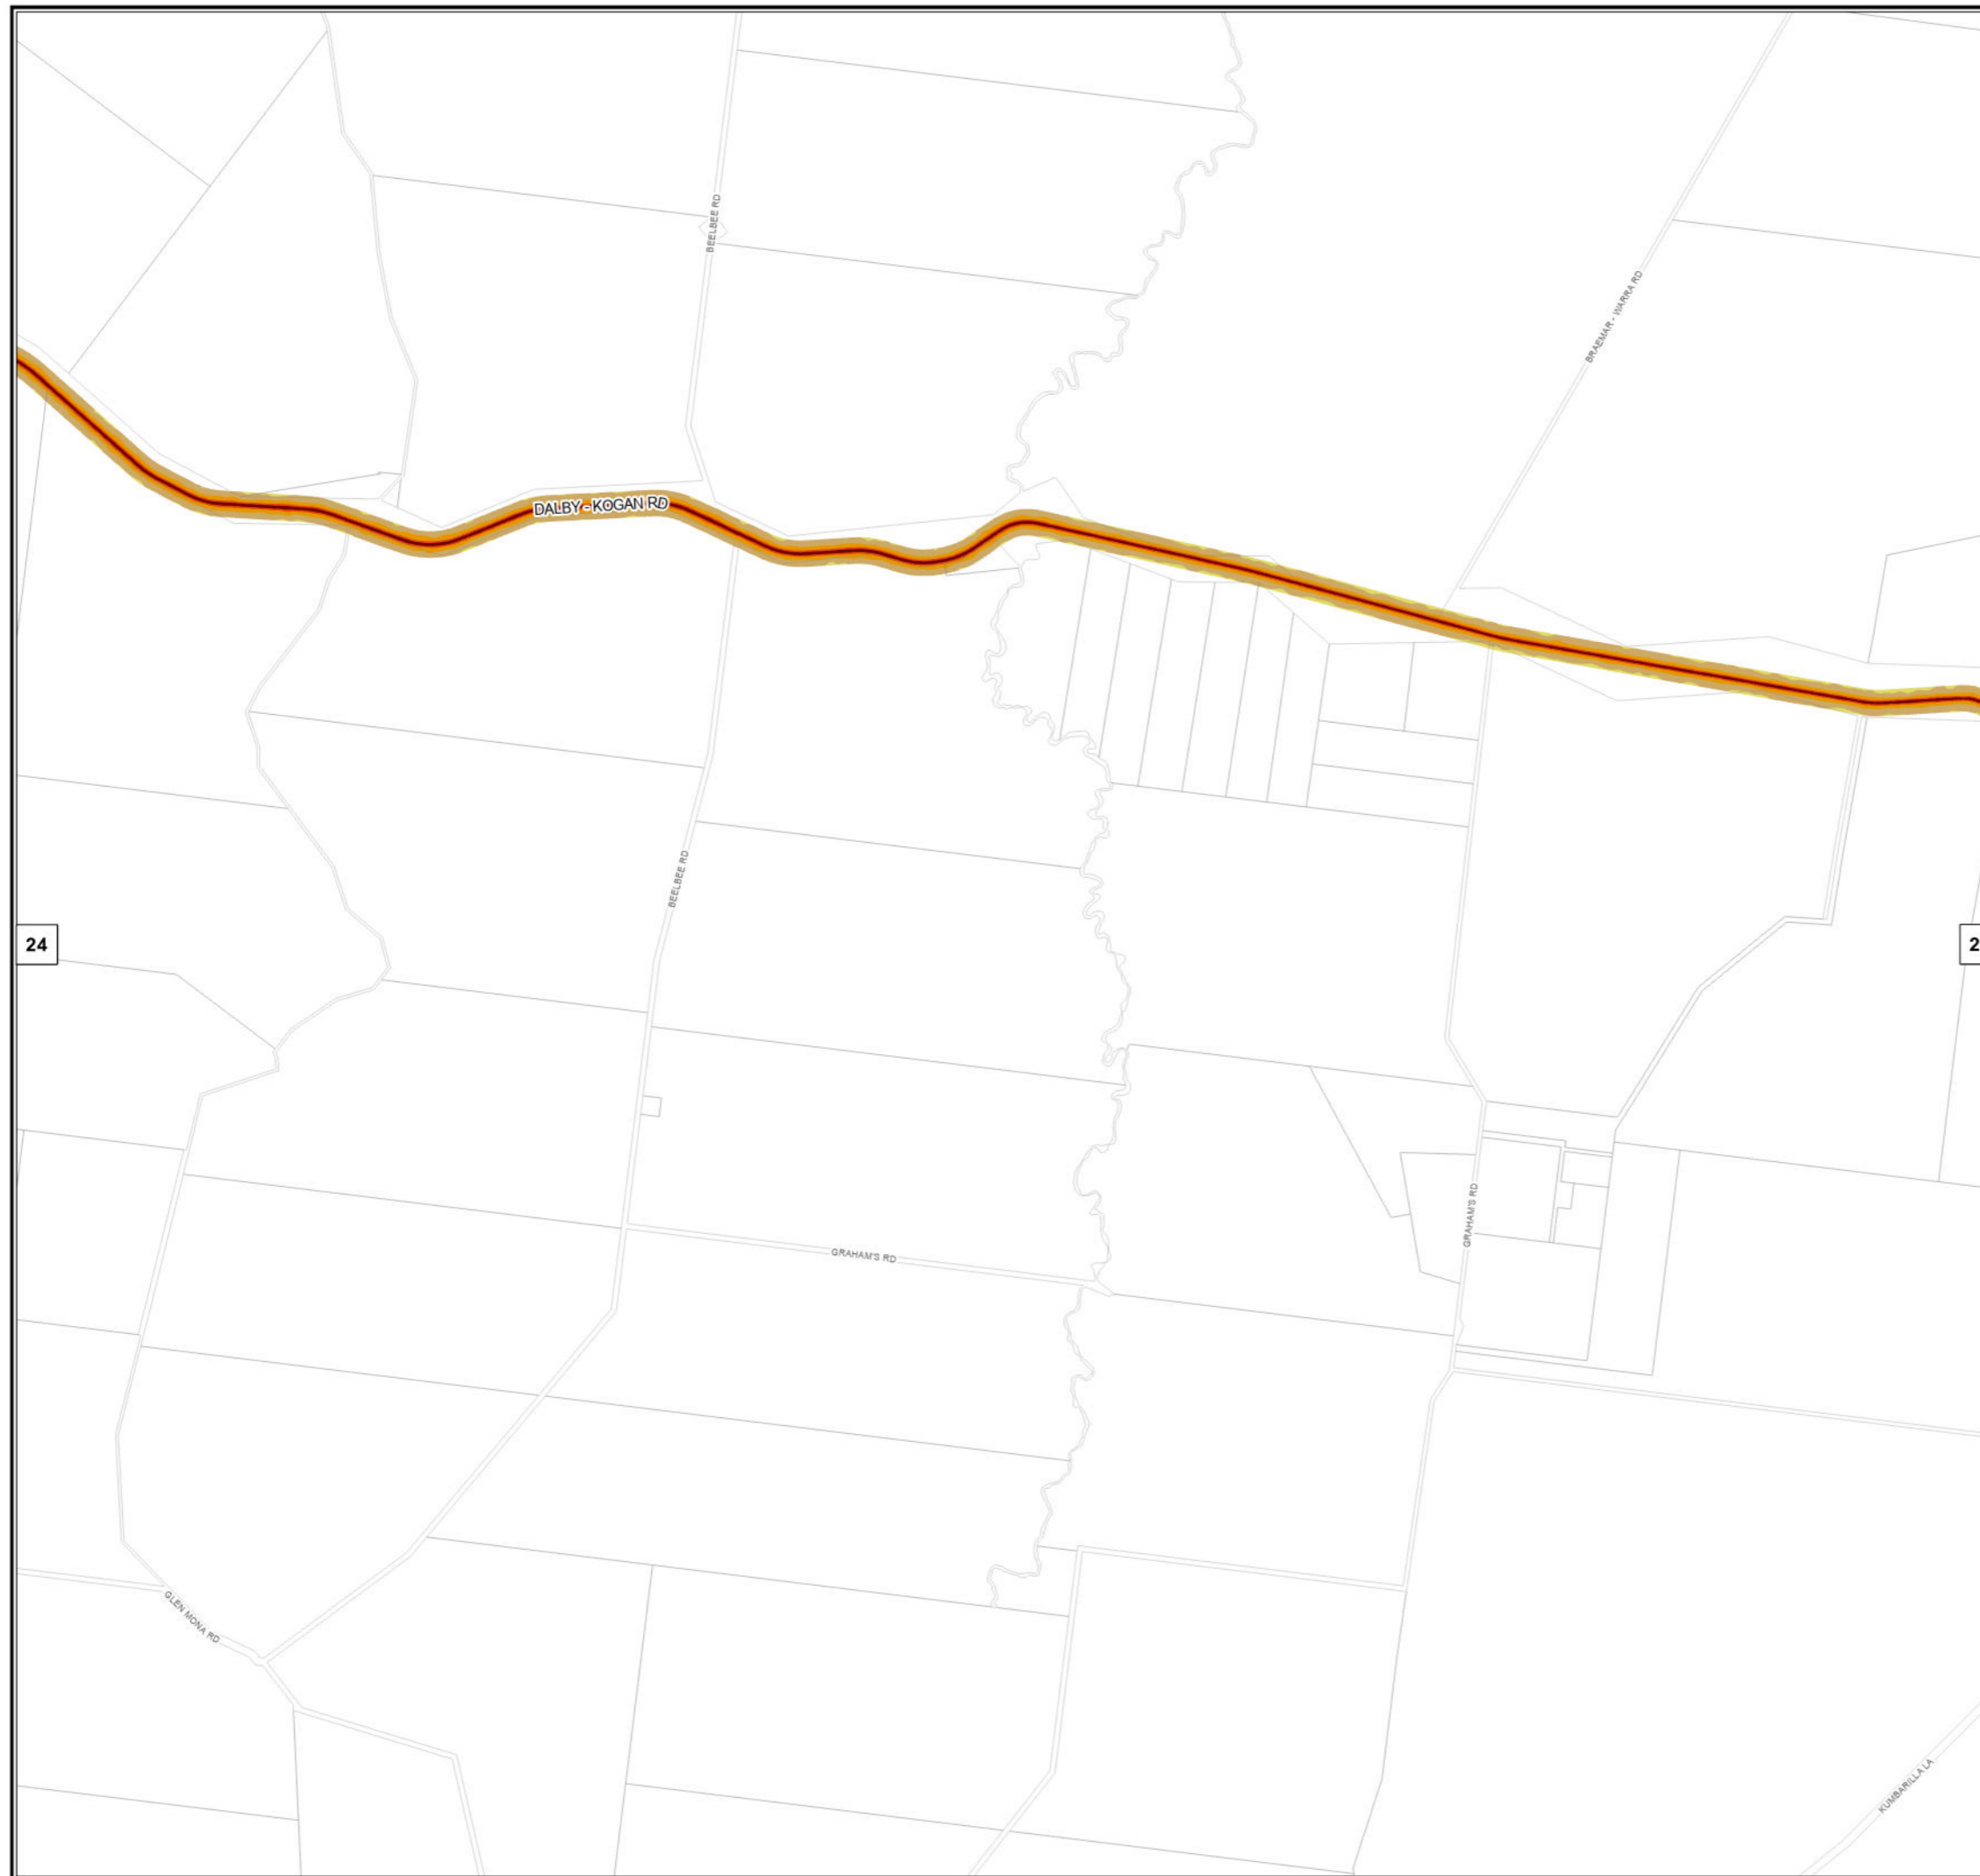 BEELBEE RD
BRAEMAR - WARRA RD
DALBY - KOGAN RD
BEELBEE RD
24
2
GRAHAM'S RD
GRAHAM'S RD
GLEN MONA RD
KUMBARILLA LA